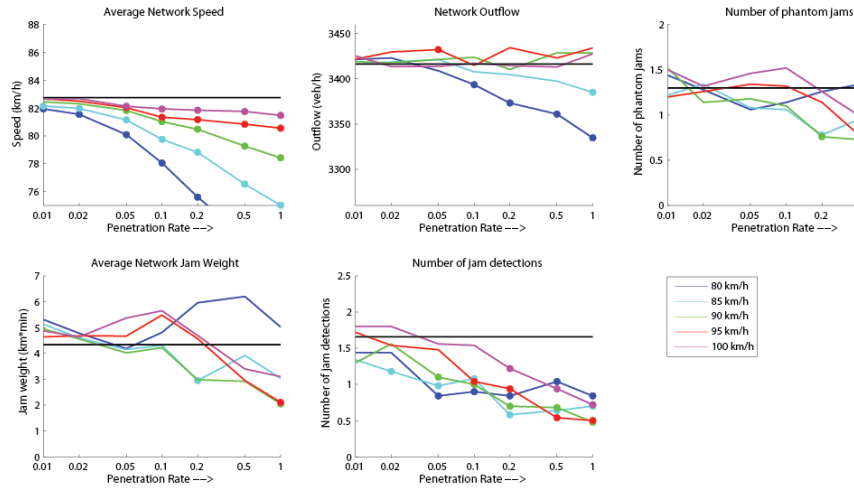 Average Network Speed
Network Outflow
Number of phantom jams
88
86
84
82
80
78
76
Speed (km/h)
0.01 0.02 0.05 0.1 0.2 0.5 1
Penetration Rate −−>
3450
3400
3350
3300
Outflow (veh/h)
0.01 0.02 0.05 0.1 0.2 0.5 1
Penetration Rate −−>
2
1.5
1
0.5
0
Number of phantom jams
0.01 0.02 0.05 0.1 0.2
Penetration Rate −−>
Average Network Jam Weight
Number of jam detections
7
6
5
4
3
2
1
0
Jam weight (km*min)
0.01 0.02 0.05 0.1 0.2 0.5 1
Penetration Rate −−>
2.5
2
1.5
1
0.5
0
Number of jam detections
0.01 0.02 0.05 0.1 0.2 0.5 1
Penetration Rate −−>
80 km/h
85 km/h
90 km/h
95 km/h
100 km/h